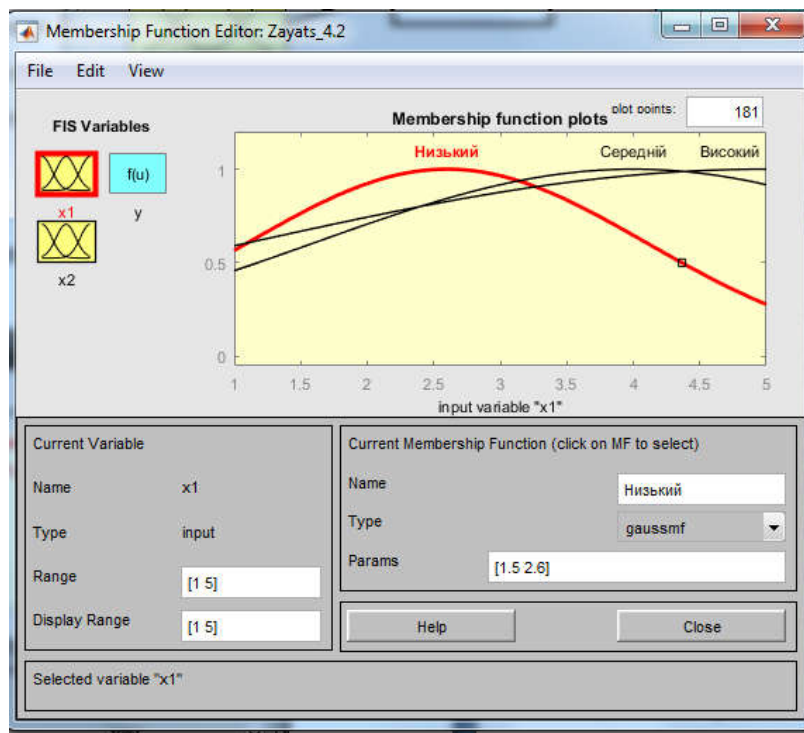 Membership Function Editor: Zayats_4.2
File Edit View
FIS Variables
f(u)
x1
y
x2
Membership function plots
plot points:
181
Низький
Середній
Високий
1
0.5
0
1 1.5 2 2.5 3 3.5 4 4.5 5
input variable "x1"
Current Variable
Name x1
Type input
Range [1 5]
Display Range [1 5]
Current Membership Function (click on MF to select)
Name Низький
Type gaussmf
Params [1.5 2.6]
Help Close
Selected variable "x1"